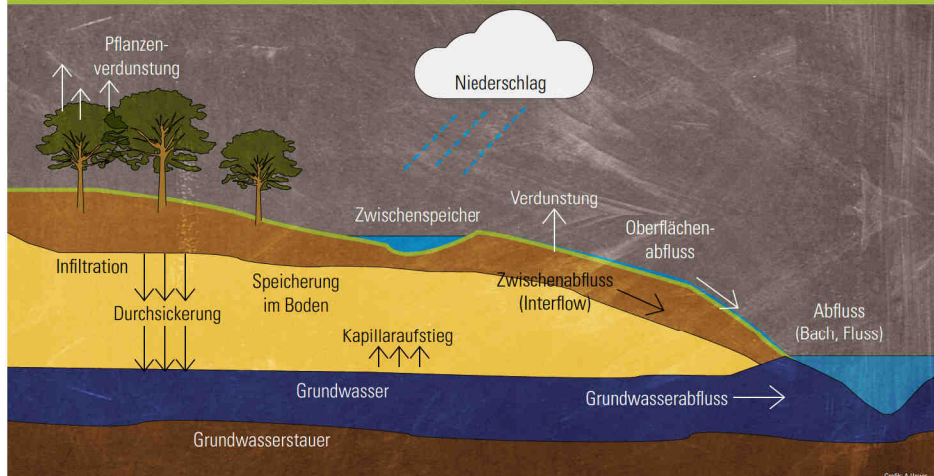 Pflanzen-
verdunstung
Niederschlag
Zwischenspeicher
Verdunstung
Oberflächen-
abfluss
Infiltration
Speicherung
im Boden
Zwischenabfluss
(Interflow)
Durchsickerung
Kapillaraufstieg
Abfluss
(Bach, Fluss)
Grundwasser
Grundwasserabfluss
Grundwasserstauer